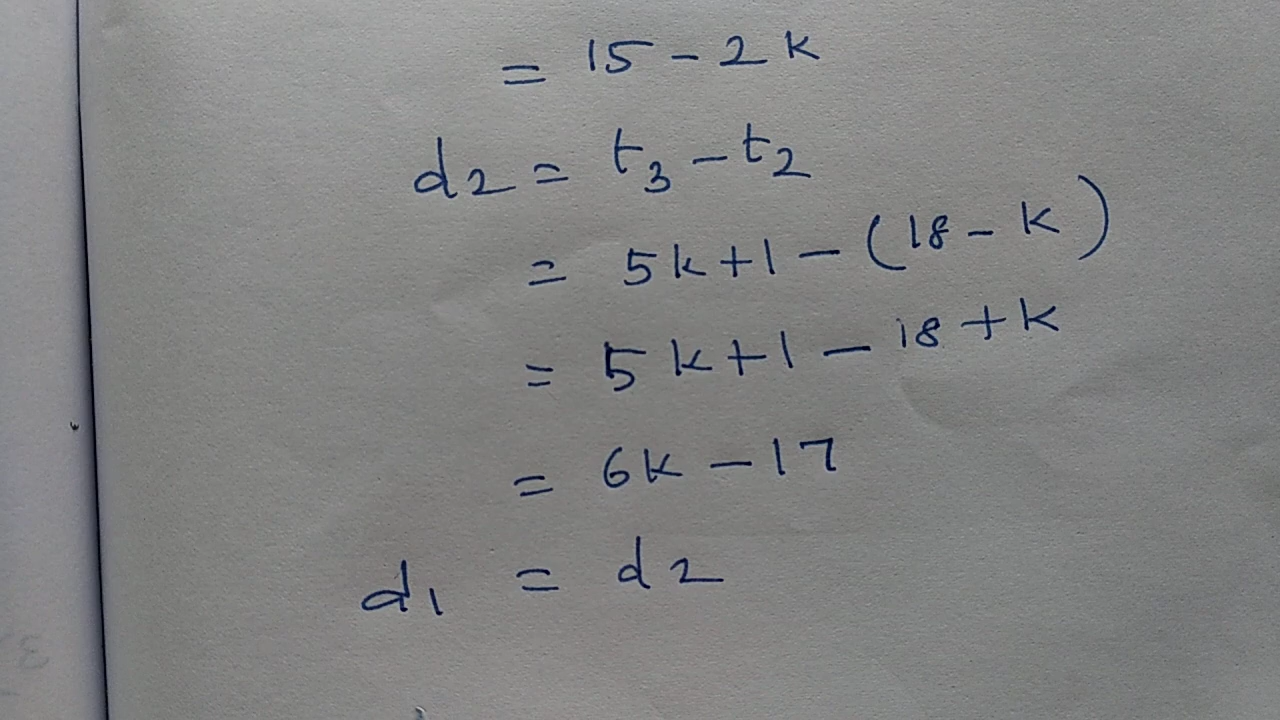 = 15 - 2k
d2 = t3 - t2
= 5k+1 - (18 - k)
= 5k+1 - 18 + k
= 6k - 17
d1 = d2